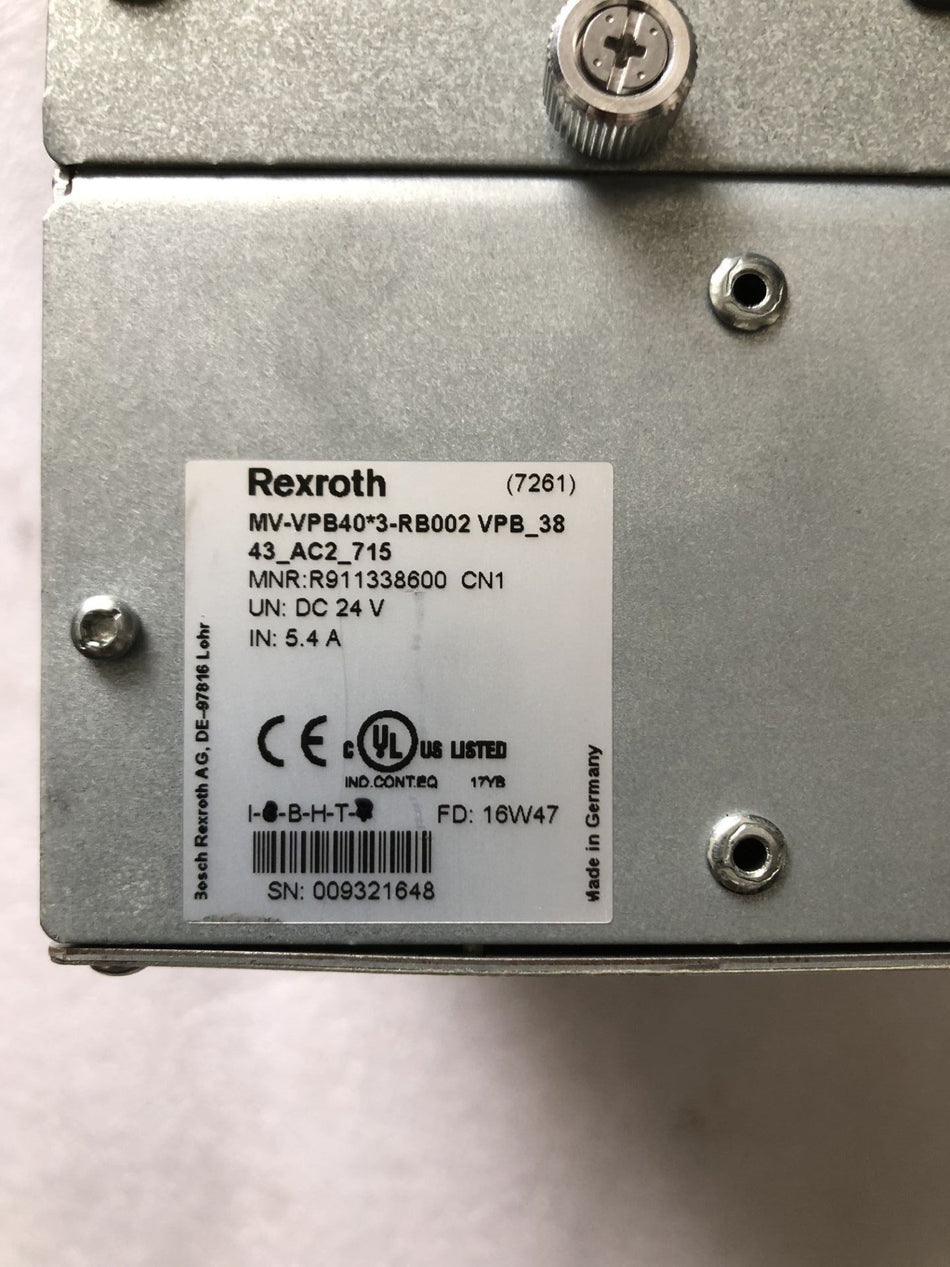 Rexroth (7261)
MV-VPB40*3-RB002 VPB_38
43_AC2_715
MNR:R911338600 CN1
UN: DC 24 V
IN: 5.4 A
CE C UL US LISTED
IND.CONT.EQ 17YB
FD: 16W47
SN: 009321648
Bosch Rexroth AG, DE-97816 Lohr
Made in Germany